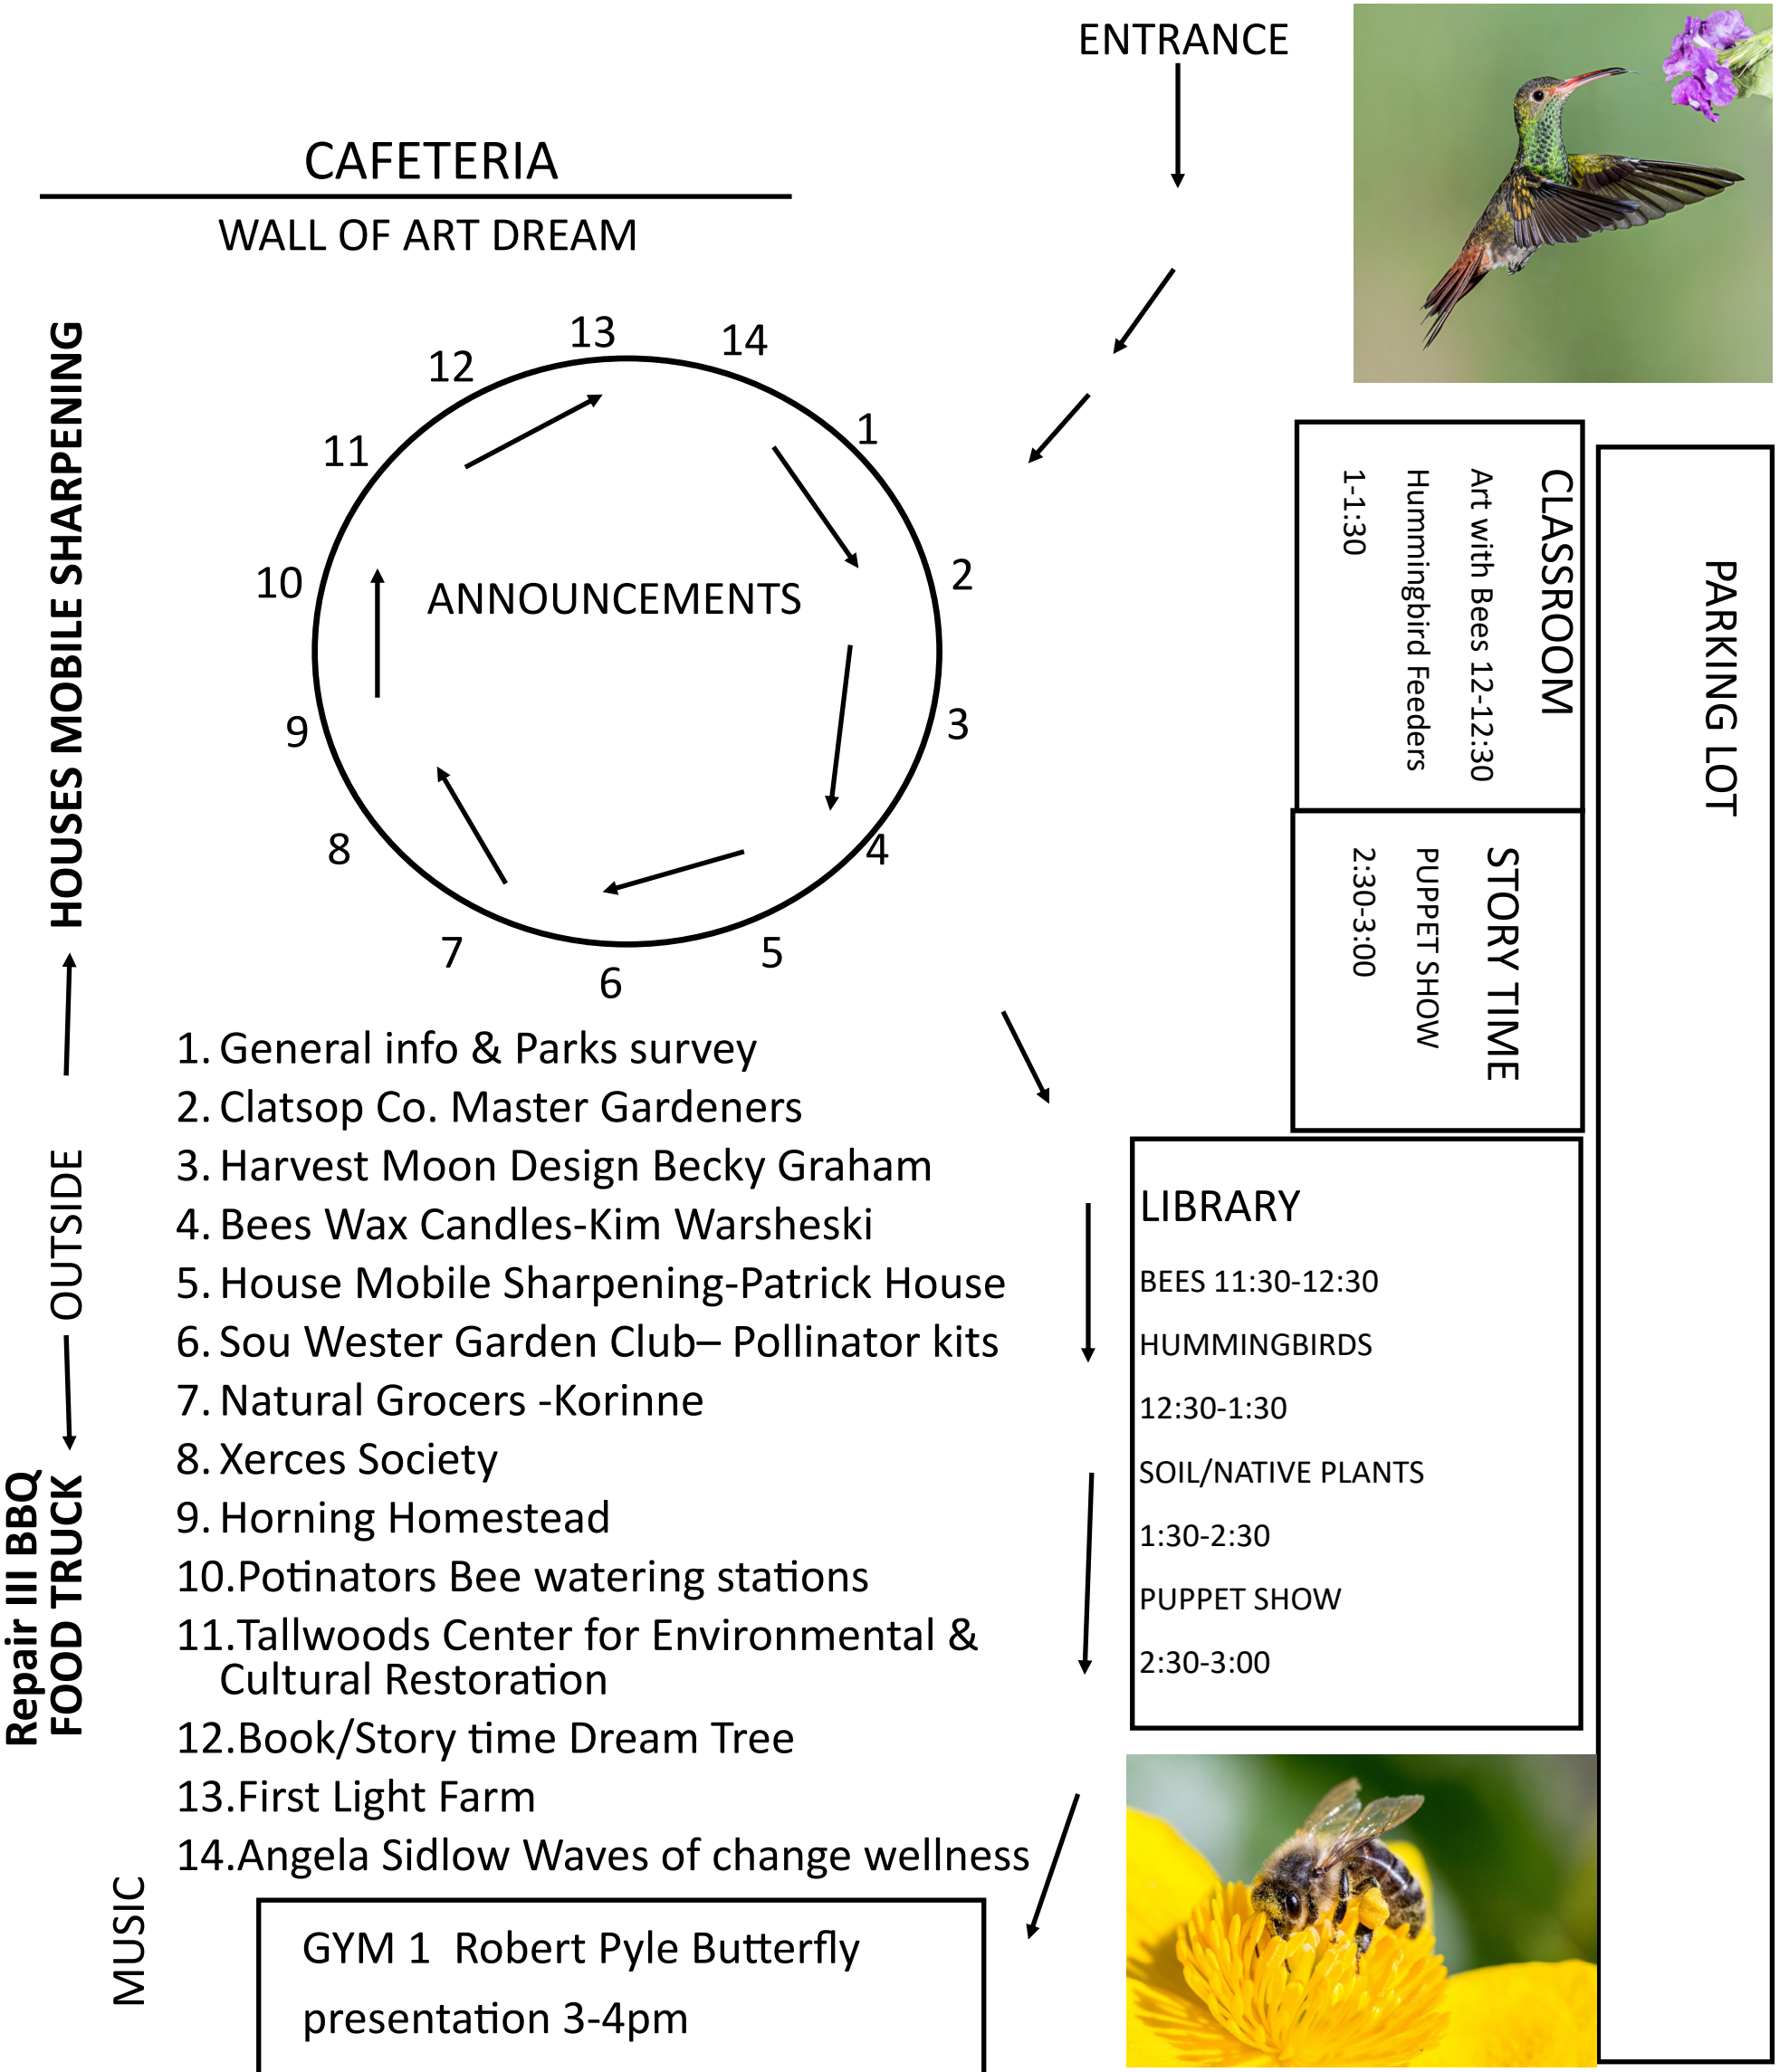 ENTRANCE
CAFETERIA
WALL OF ART DREAM
HOUSES MOBILE SHARPENING
OUTSIDE
Repair III BBQ
FOOD TRUCK
MUSIC
13
14
12
1
11
2
10
ANNOUNCEMENTS
3
9
4
8
5
7
6
1. General info & Parks survey
2. Clatsop Co. Master Gardeners
3. Harvest Moon Design Becky Graham
4. Bees Wax Candles-Kim Warsheski
5. House Mobile Sharpening-Patrick House
6. Sou Wester Garden Club– Pollinator kits
7. Natural Grocers -Korinne
8. Xerces Society
9. Horning Homestead
10.Potinators Bee watering stations
11.Tallwoods Center for Environmental &
Cultural Restoration
12.Book/Story time Dream Tree
13.First Light Farm
14.Angela Sidlow Waves of change wellness
GYM 1 Robert Pyle Butterfly
presentation 3-4pm
CLASSROOM
Art with Bees 12-12:30
Hummingbird Feeders
1-1:30
STORY TIME
PUPPET SHOW
2:30-3:00
LIBRARY
BEES 11:30-12:30
HUMMINGBIRDS
12:30-1:30
SOIL/NATIVE PLANTS
1:30-2:30
PUPPET SHOW
2:30-3:00
PARKING LOT